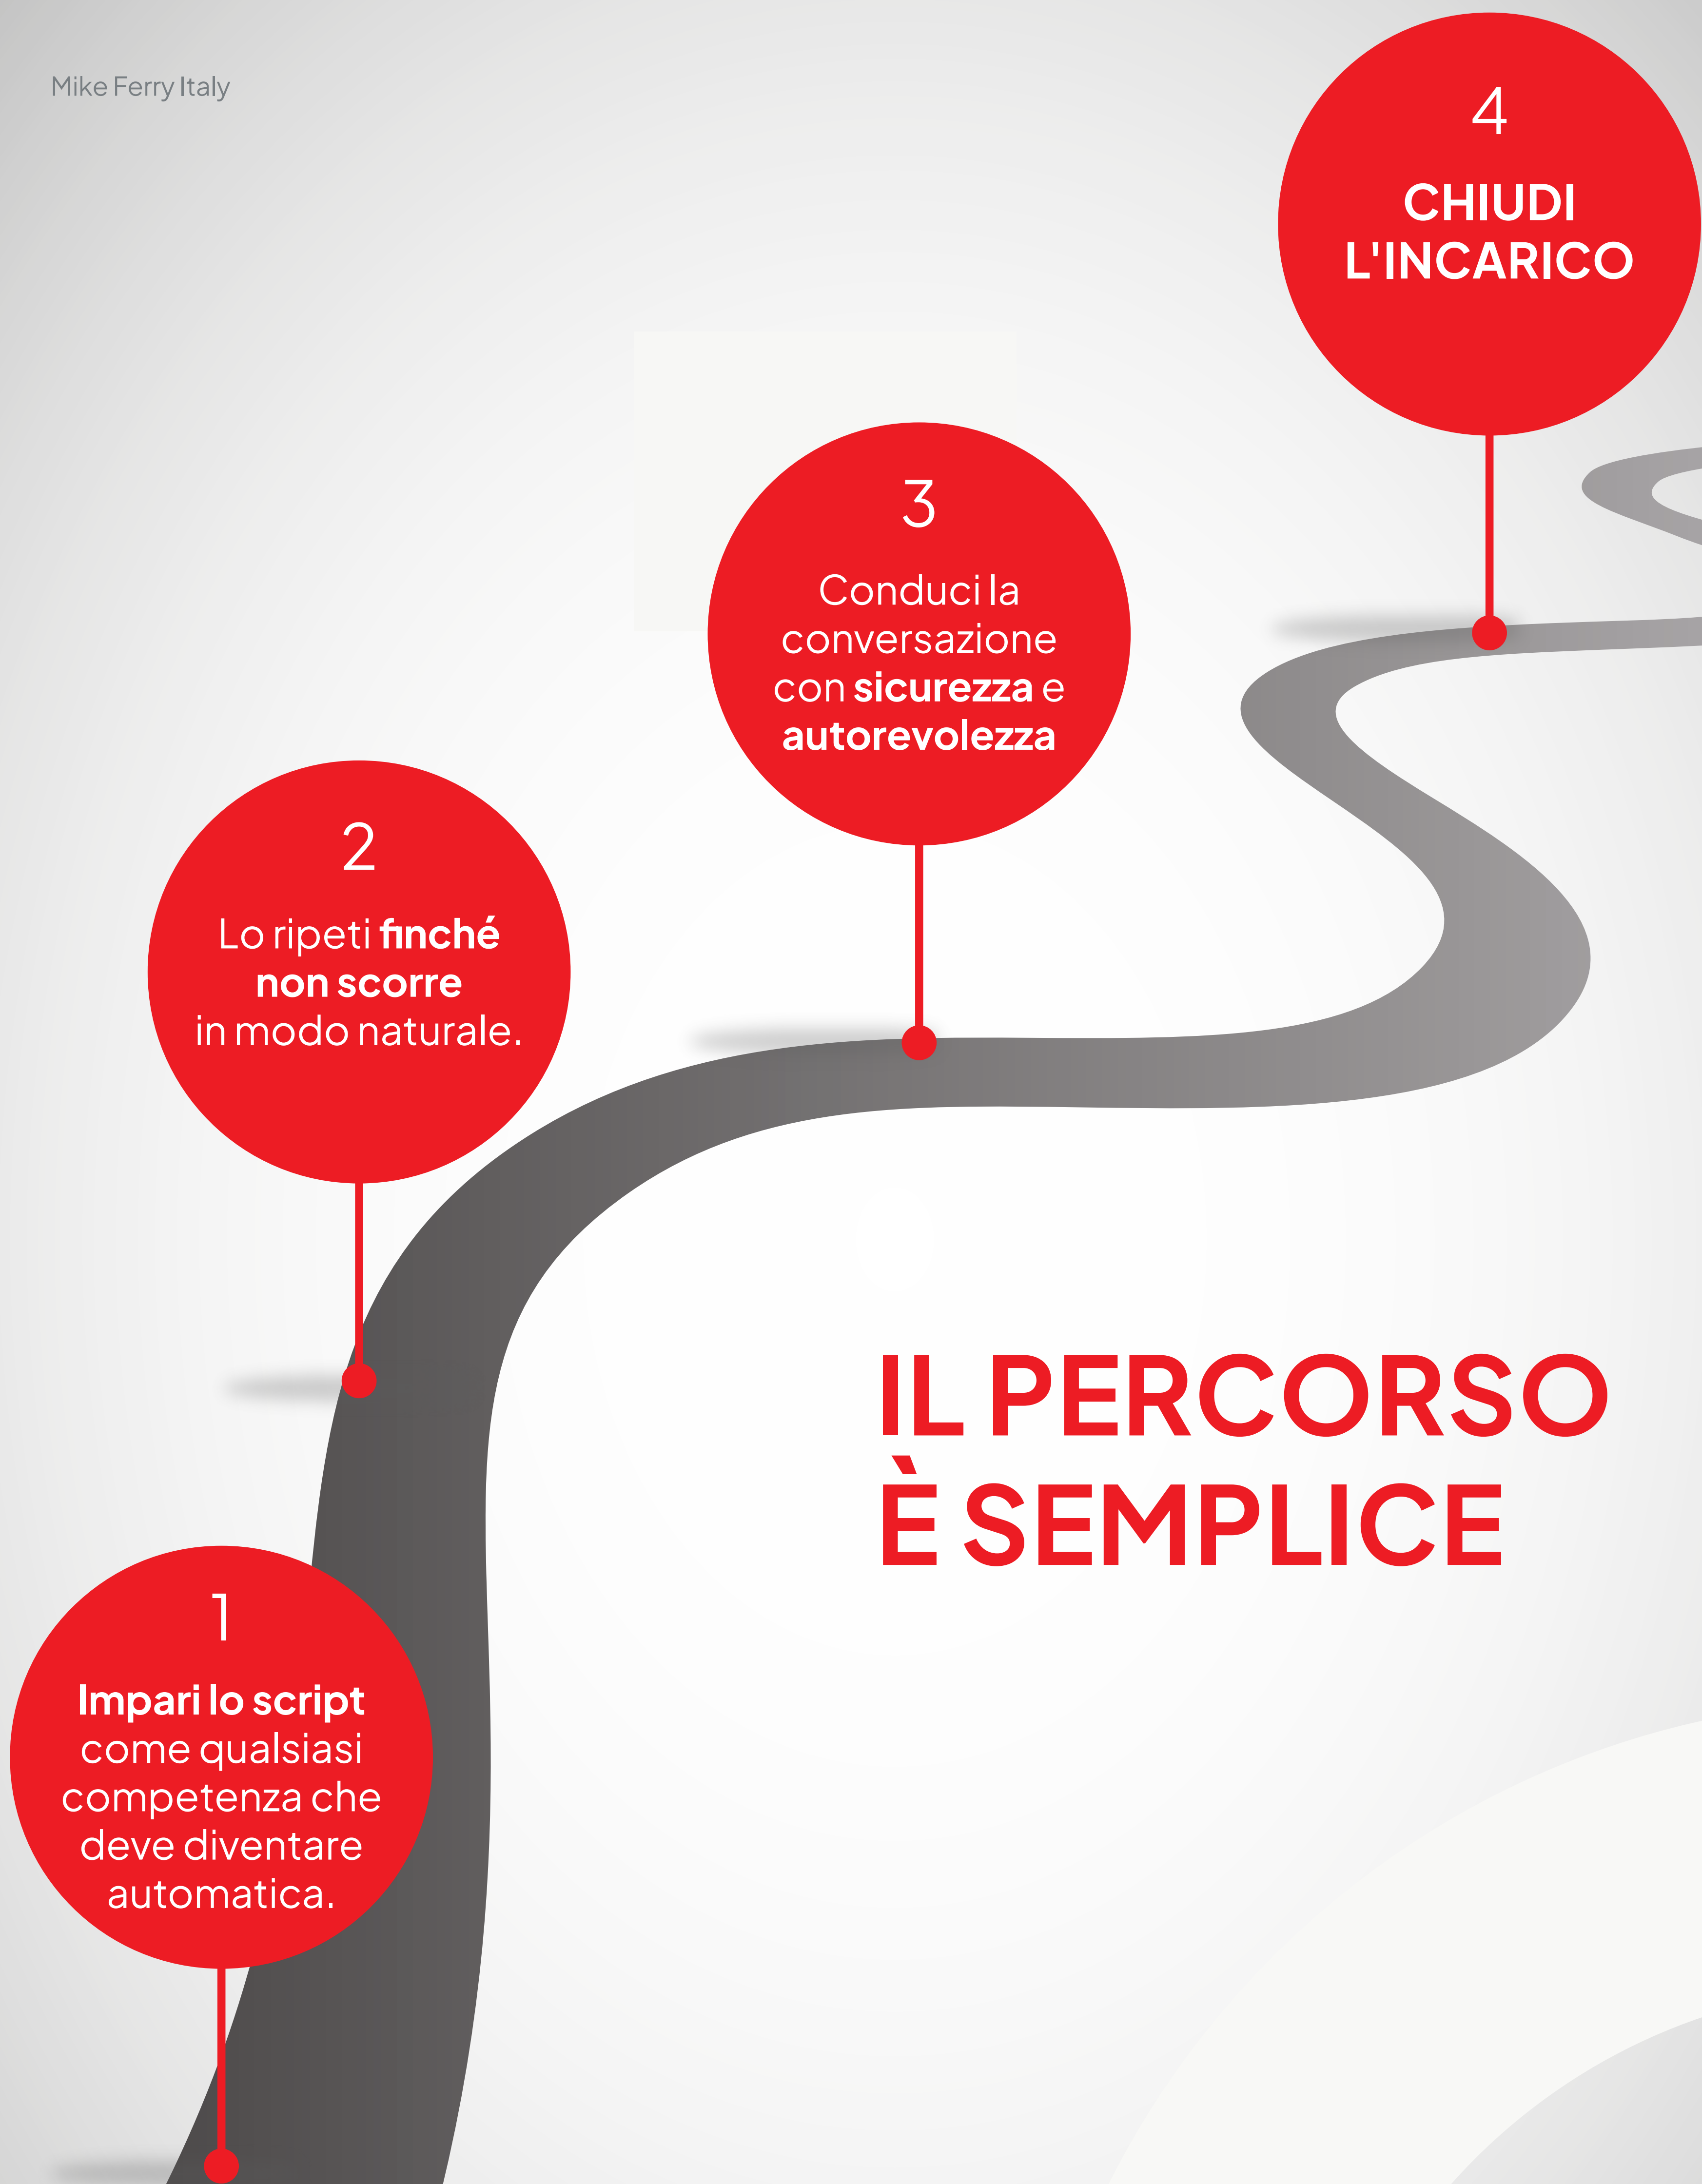 Mike Ferry Italy
4
CHIUDI
L'INCARICO
3
Conduci la
conversazione
con sicurezza e
autorevolezza
2
Lo ripeti finché
non scorre
in modo naturale.
IL PERCORSO
È SEMPLICE
1
Impari lo script
come qualsiasi
competenza che
deve diventare
automatica.